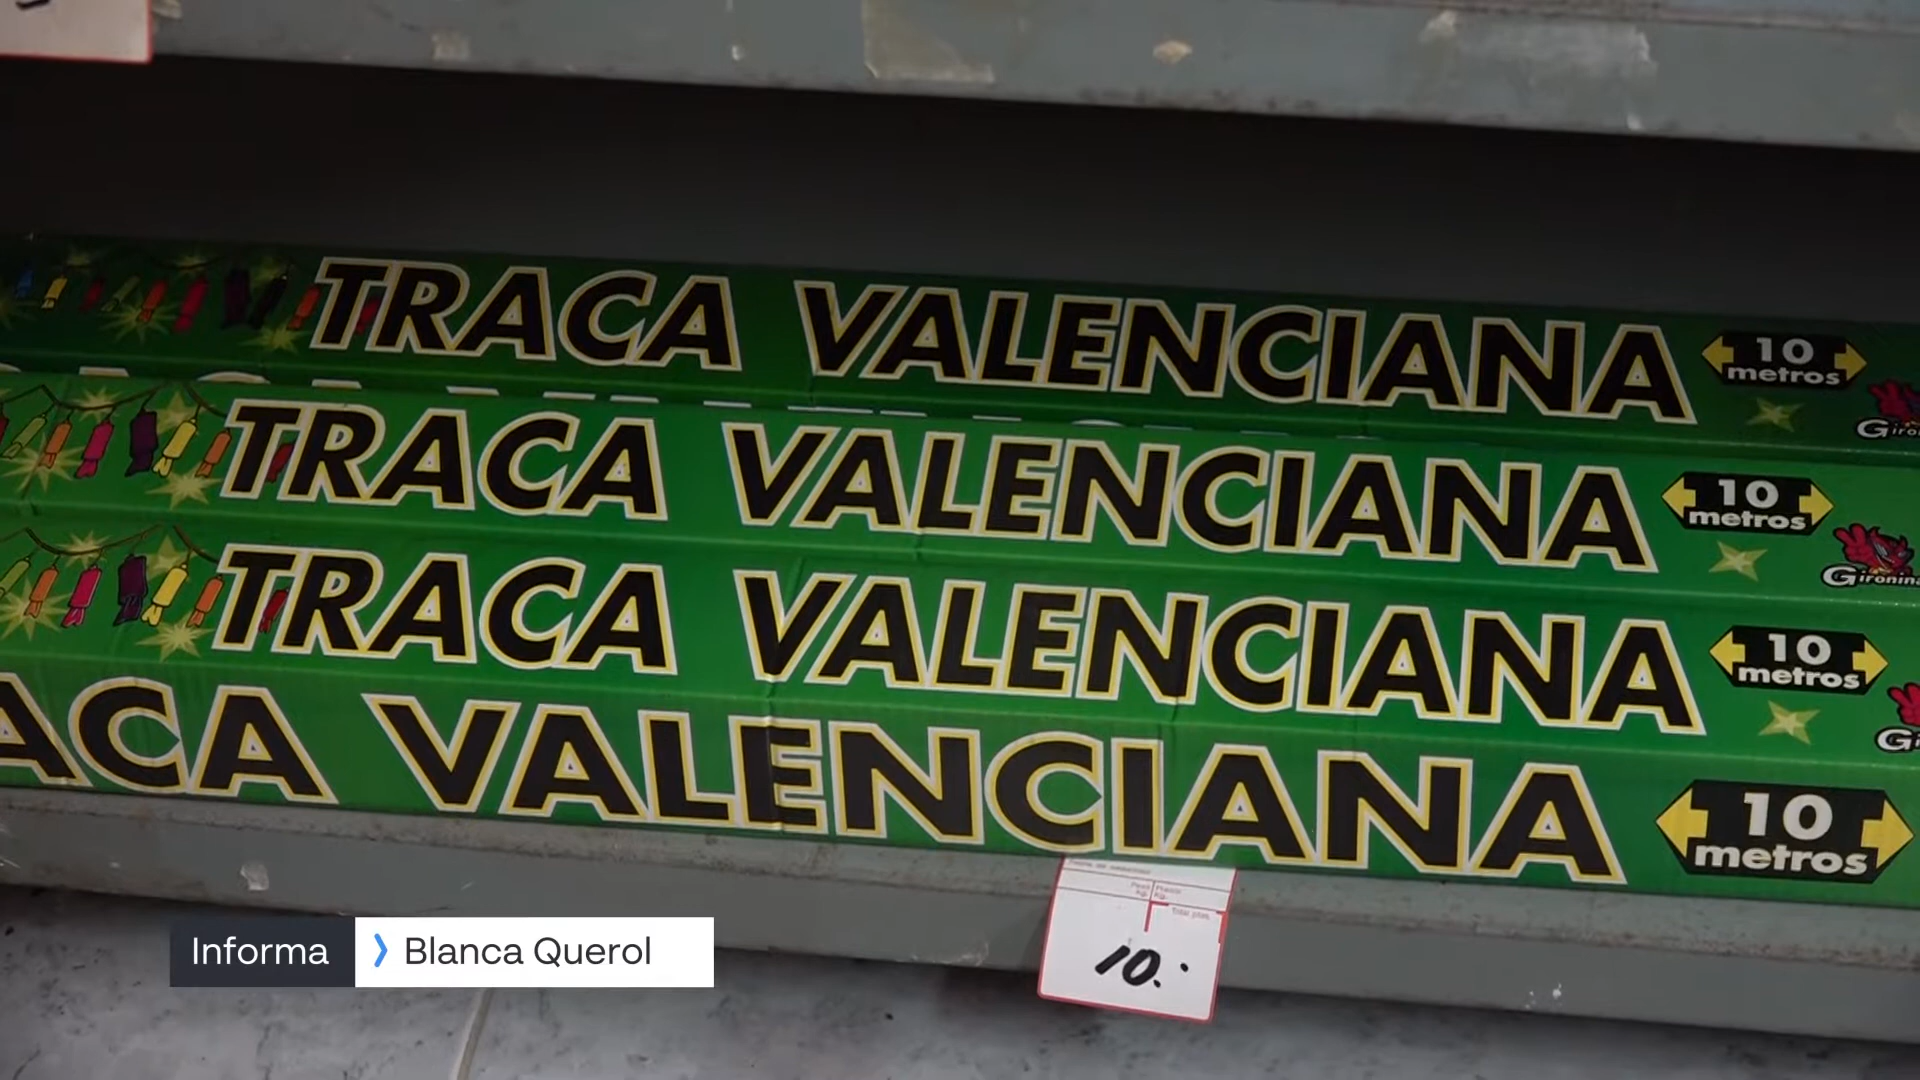 TRACA VALENCIANA 10 metros
TRACA VALENCIANA 10 metros
Gironina
TRACA VALENCIANA 10 metros
ACA VALENCIANA 10 metros
10.
Informa
Blanca Querol